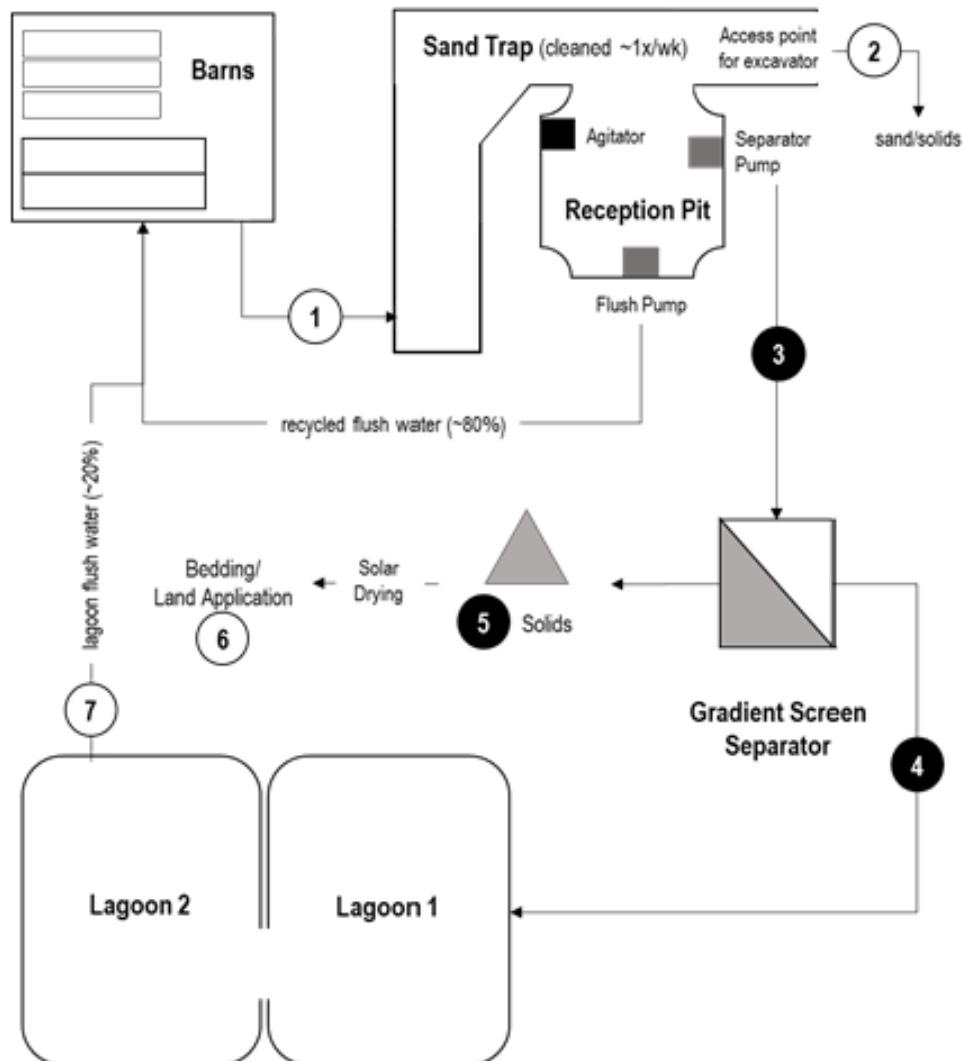 Barns
Sand Trap (cleaned ~1x/wk)
Access point
for excavator
2
sand/solids
Agitator
Separator
Pump
Reception Pit
Flush Pump
1
3
recycled flush water (~80%)
lagoon flush water (~20%)
Bedding/
Land Application
6
Solar
Drying
5 Solids
Gradient Screen
Separator
7
4
Lagoon 2
Lagoon 1